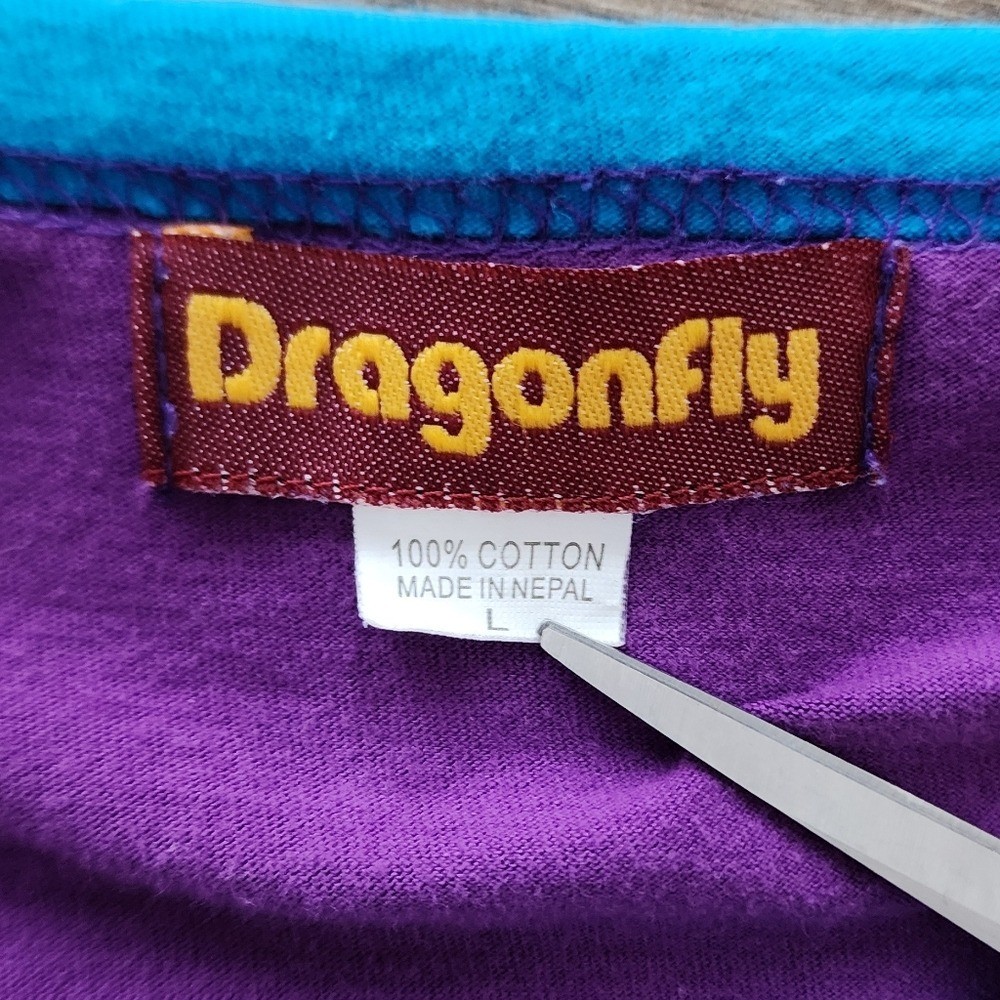 Dragonfly
100% COTTON
MADE IN NEPAL
L